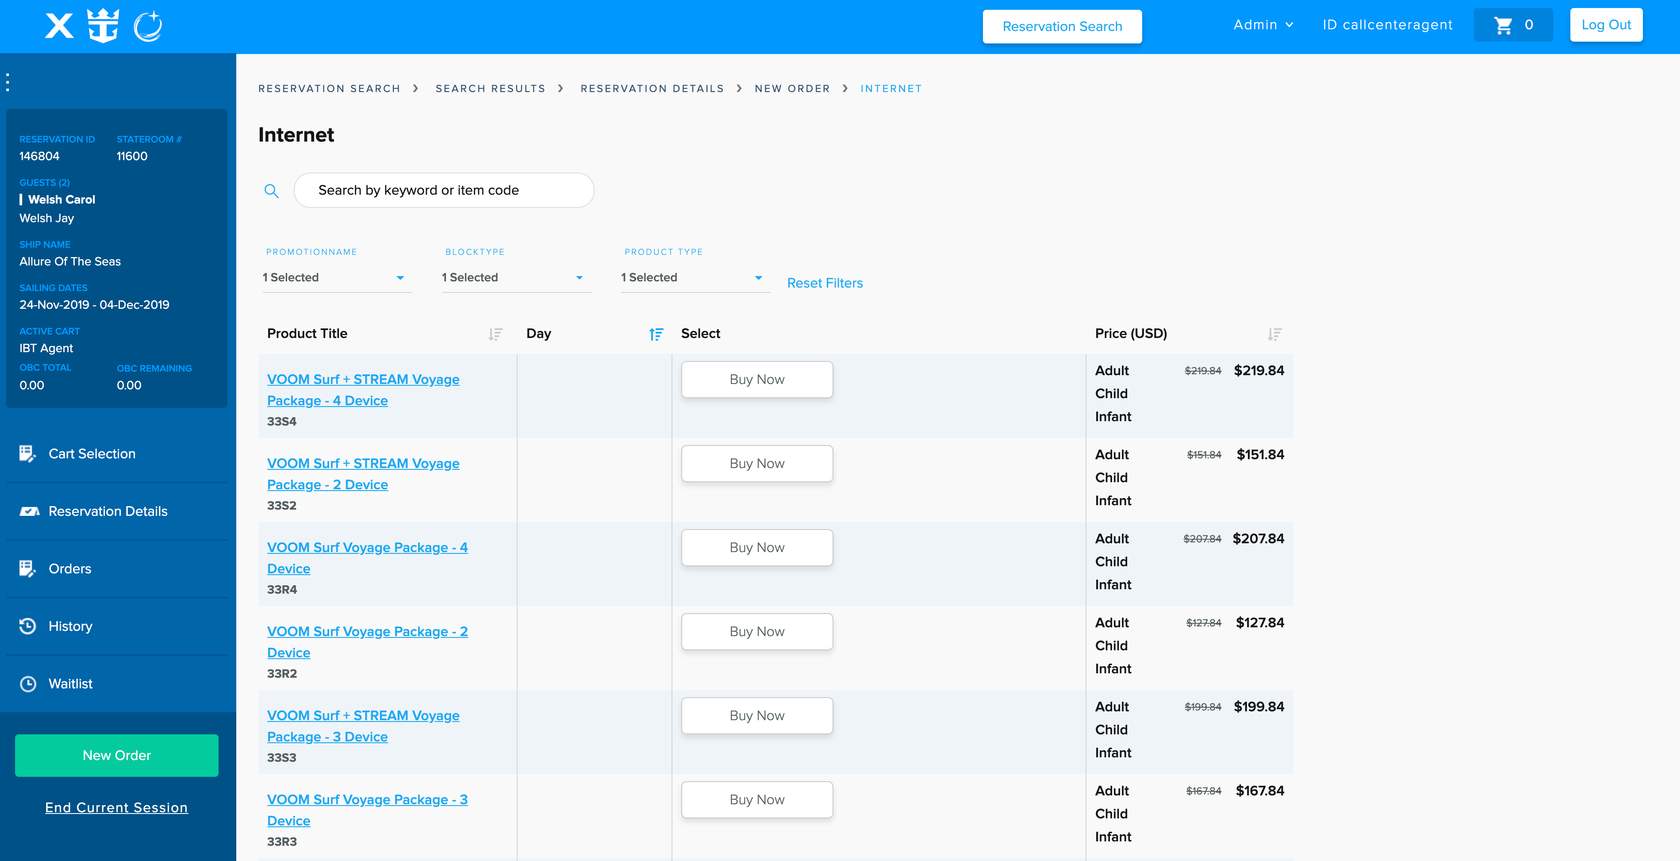 Reservation Search
Admin
ID callcenteragent
0
Log Out
RESERVATION ID STATEROOM #
146804 11600
GUESTS (2)
Welsh Carol
Welsh Jay
SHIP NAME
Allure Of The Seas
SAILING DATES
24-Nov-2019 - 04-Dec-2019
ACTIVE CART
IBT Agent
OBC TOTAL OBC REMAINING
0.00 0.00
Cart Selection
Reservation Details
Orders
History
Waitlist
New Order
End Current Session
RESERVATION SEARCH > SEARCH RESULTS > RESERVATION DETAILS > NEW ORDER > INTERNET
Internet
Search by keyword or item code
PROMOTIONNAME BLOCKTYPE PRODUCT TYPE
1 Selected 1 Selected 1 Selected Reset Filters
Product Title Day Select Price (USD)
VOOM Surf + STREAM Voyage
Package - 4 Device
33S4
Buy Now
Adult $219.84 $219.84
Child
Infant
VOOM Surf + STREAM Voyage
Package - 2 Device
33S2
Buy Now
Adult $151.84 $151.84
Child
Infant
VOOM Surf Voyage Package - 4
Device
33R4
Buy Now
Adult $207.84 $207.84
Child
Infant
VOOM Surf Voyage Package - 2
Device
33R2
Buy Now
Adult $127.84 $127.84
Child
Infant
VOOM Surf + STREAM Voyage
Package - 3 Device
33S3
Buy Now
Adult $199.84 $199.84
Child
Infant
VOOM Surf Voyage Package - 3
Device
33R3
Buy Now
Adult $167.84 $167.84
Child
Infant